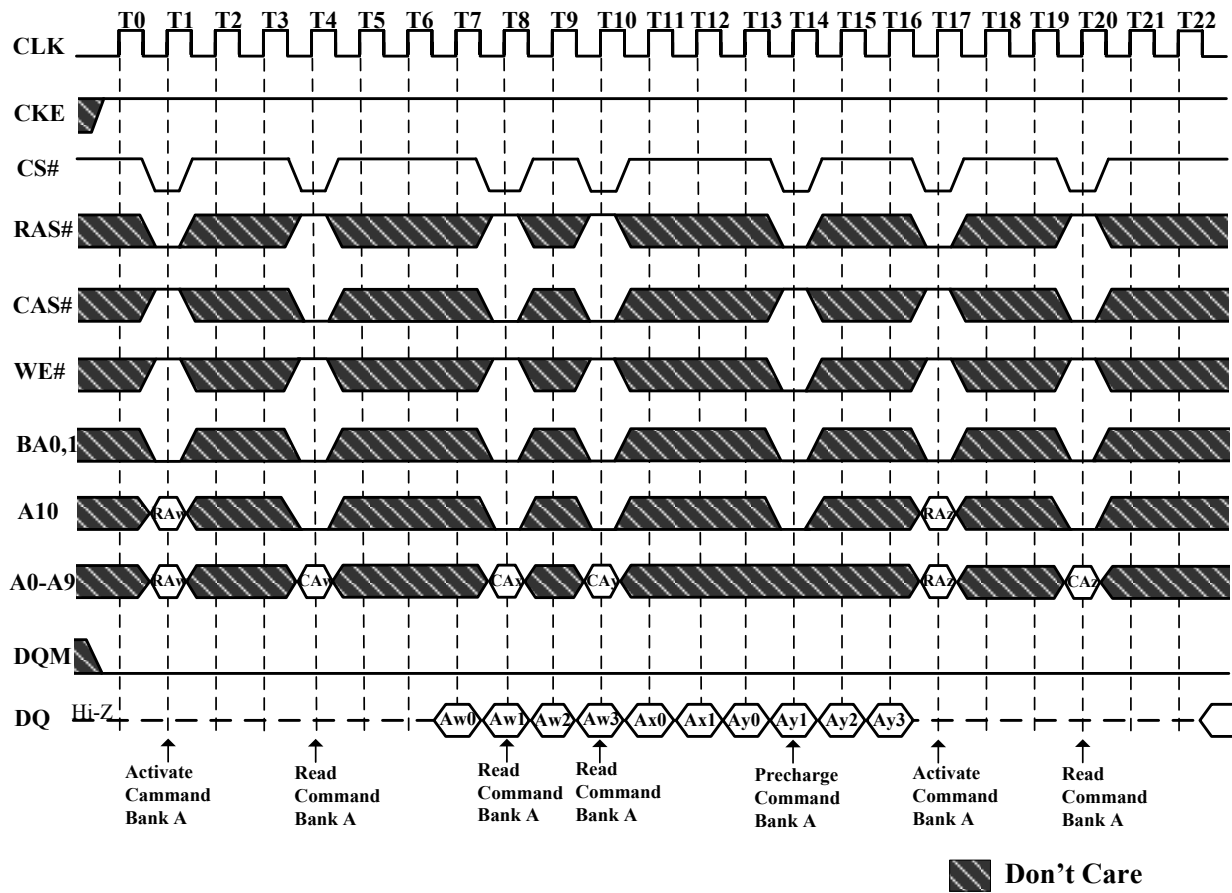 T0 T1 T2 T3 T4 T5 T6 T7 T8 T9 T10 T11 T12 T13 T14 T15 T16 T17 T18 T19 T20 T21 T22
CLK
CKE
CS#
RAS#
CAS#
WE#
BA0,1
A10 RAw RAz
A0-A9 RAw CAw CAx CAy RAz CAz
DQM
DQ Hi-Z Aw0 Aw1 Aw2 Aw3 Ax0 Ax1 Ay0 Ay1 Ay2 Ay3
Activate
Cammand
Bank A
Read
Command
Bank A
Read
Command
Bank A
Read
Command
Bank A
Precharge
Command
Bank A
Activate
Command
Bank A
Read
Command
Bank A
Don't Care